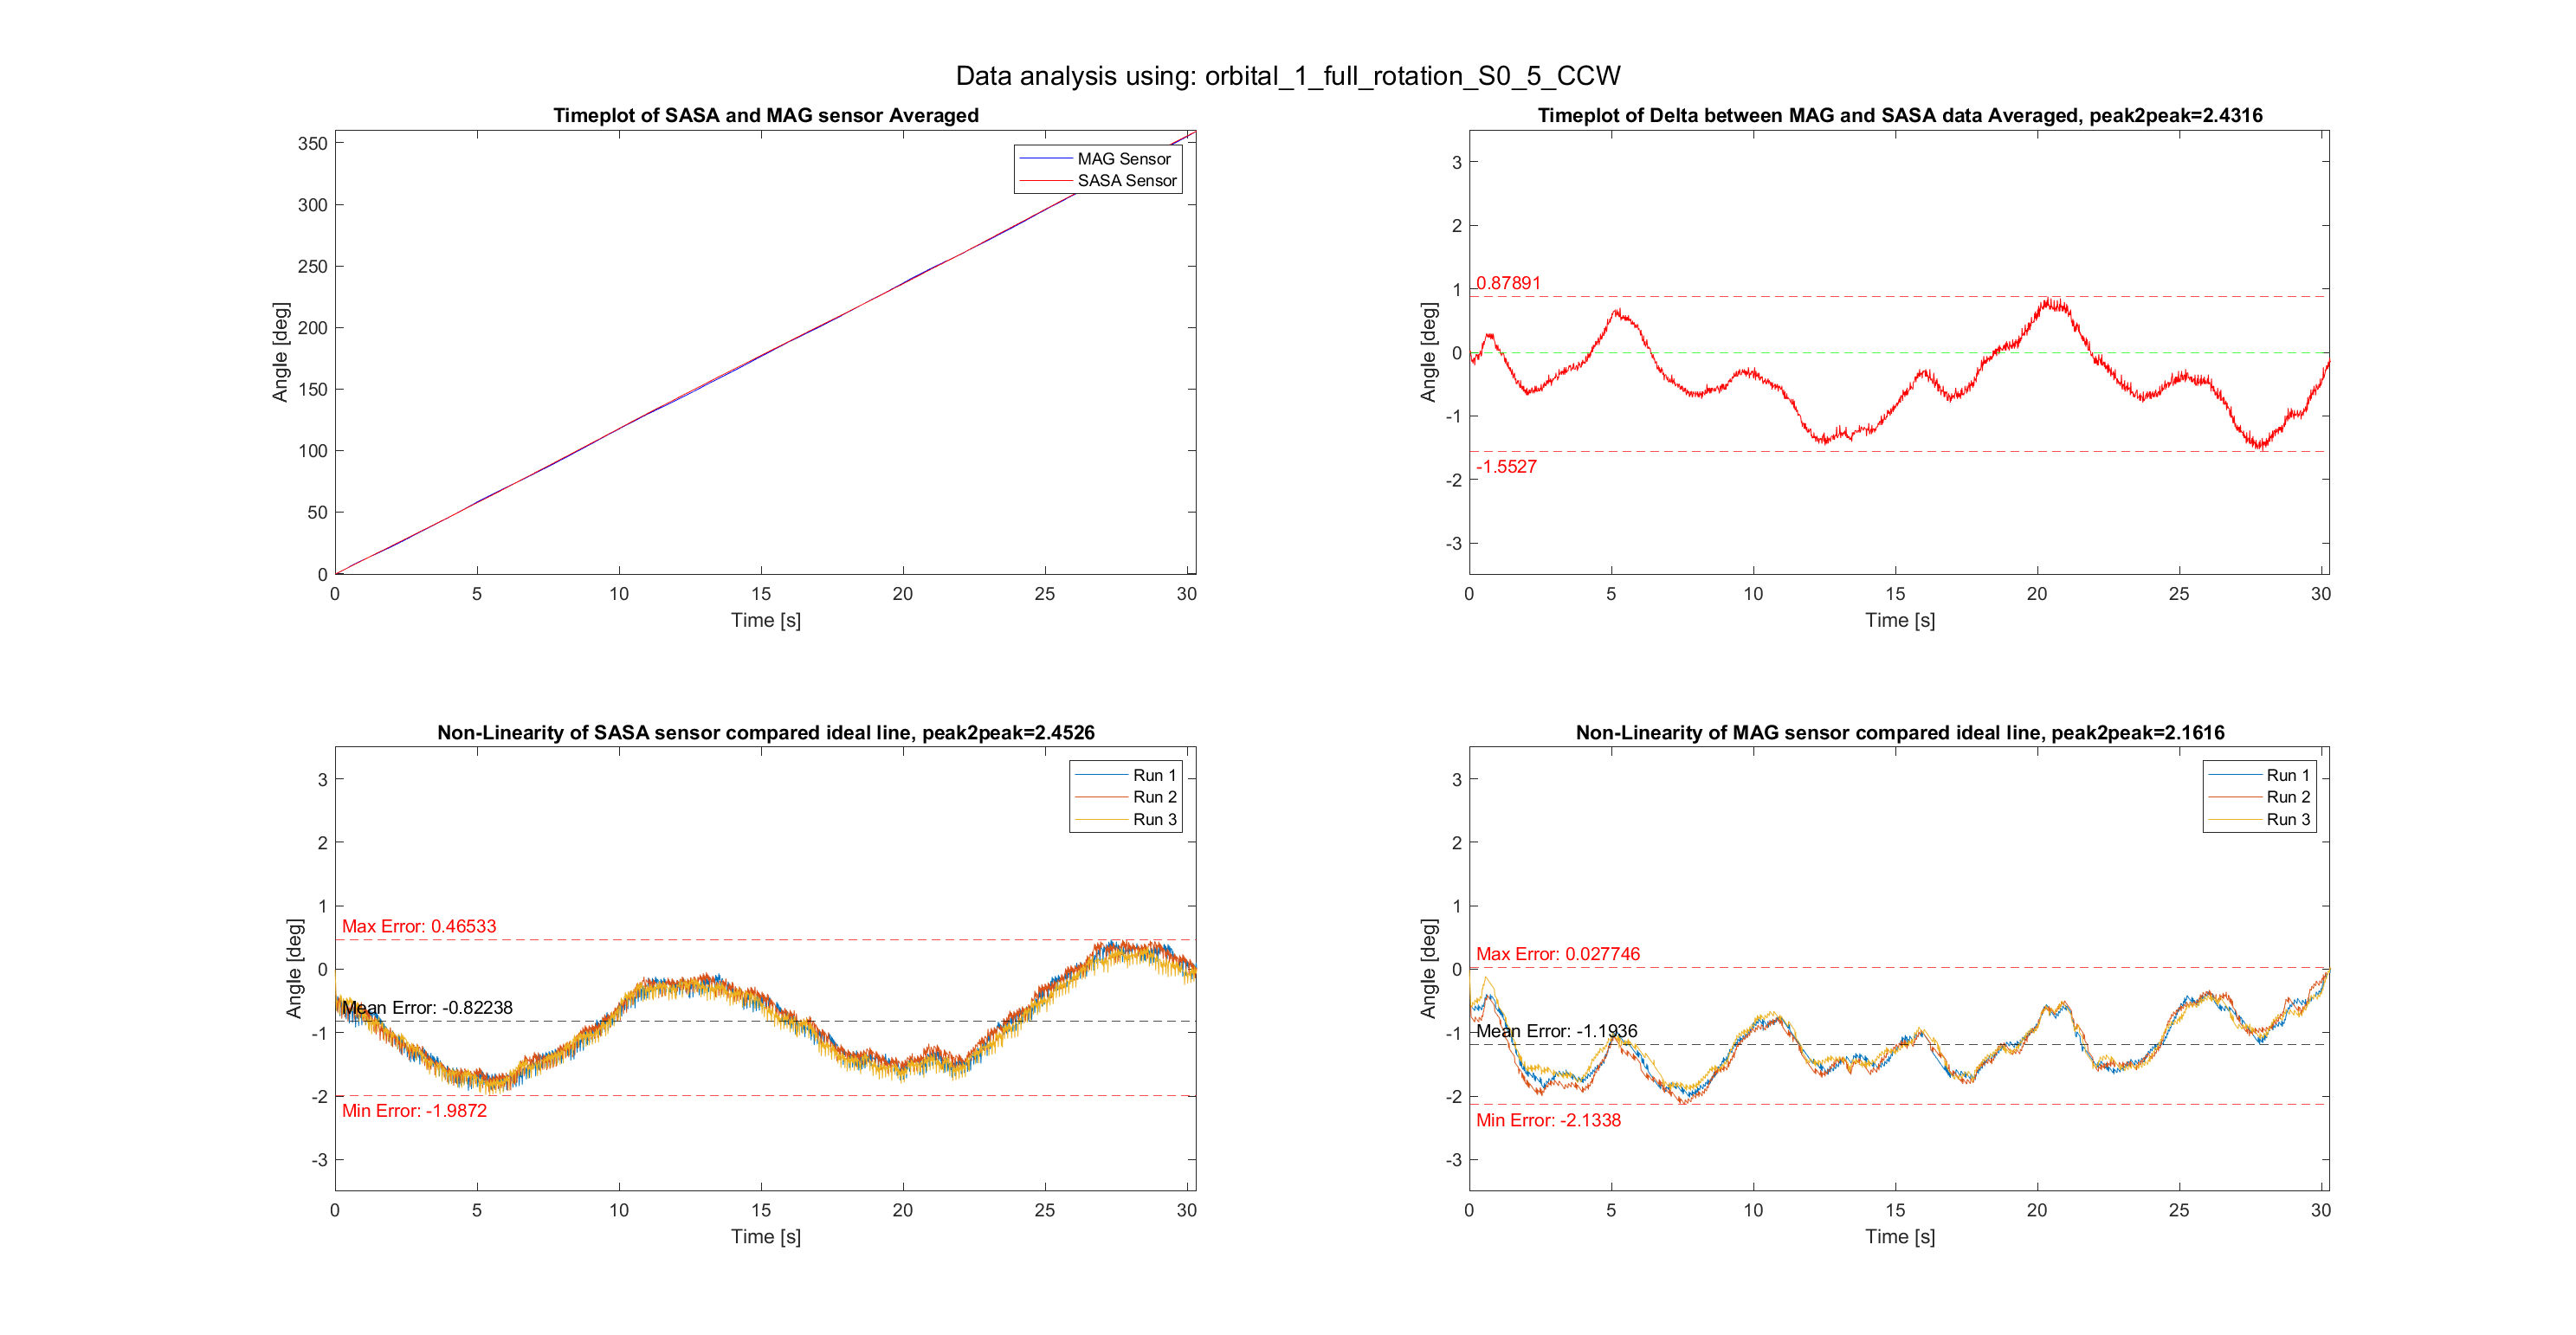 Data analysis using: orbital_1_full_rotation_S0_5_CCW
Timeplot of SASA and MAG sensor Averaged
350
300
250
200
150
100
50
0
Angle [deg]
MAG Sensor
SASA Sensor
0 5 10 15 20 25 30
Time [s]
Timeplot of Delta between MAG and SASA data Averaged, peak2peak=2.4316
3
2
1
0
-1
-2
-3
Angle [deg]
0.87891
-1.5527
0 5 10 15 20 25 30
Time [s]
Non-Linearity of SASA sensor compared ideal line, peak2peak=2.4526
3
2
1
0
-1
-2
-3
Angle [deg]
Run 1
Run 2
Run 3
Max Error: 0.46533
Mean Error: -0.82238
Min Error: -1.9872
0 5 10 15 20 25 30
Time [s]
Non-Linearity of MAG sensor compared ideal line, peak2peak=2.1616
3
2
1
0
-1
-2
-3
Angle [deg]
Run 1
Run 2
Run 3
Max Error: 0.027746
Mean Error: -1.1936
Min Error: -2.1338
0 5 10 15 20 25 30
Time [s]